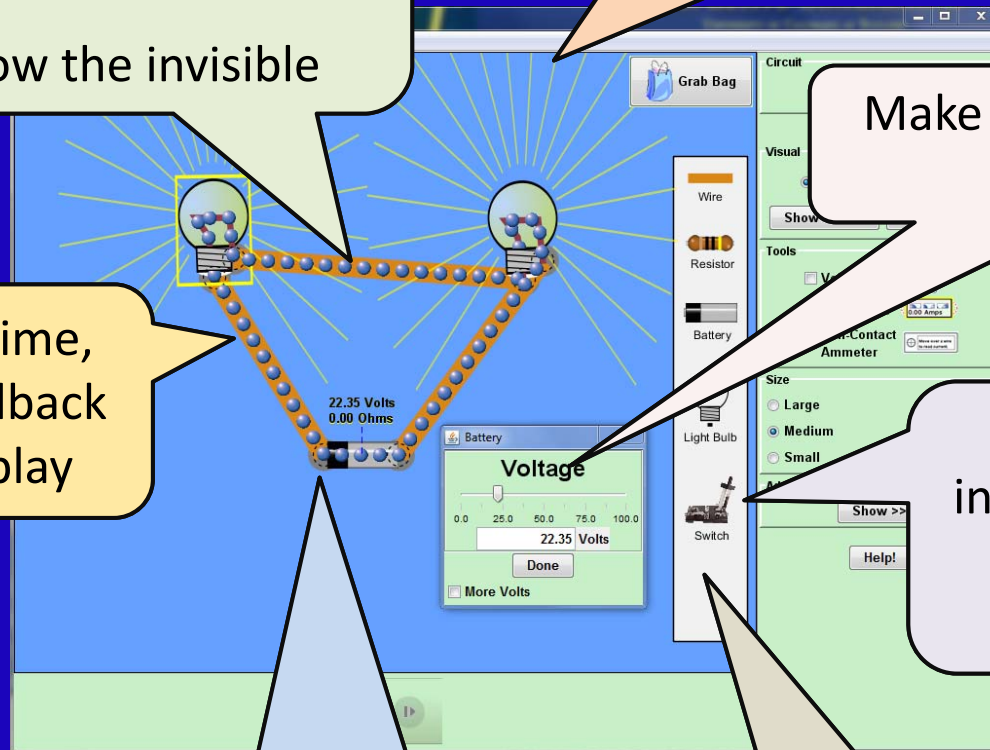 ow the invisible
Grab Bag
Circuit
Make
Visual
Show
Wire
Resistor
Battery
Light Bulb
Switch
Tools
0.00 Amps
-Contact
Ammeter
ime,
dback
play
22.35 Volts
0.00 Ohms
Battery
Voltage
0.0 25.0 50.0 75.0 100.0
22.35 Volts
Done
More Volts
Size
Large
Medium
Small
Show >>
in
Help!